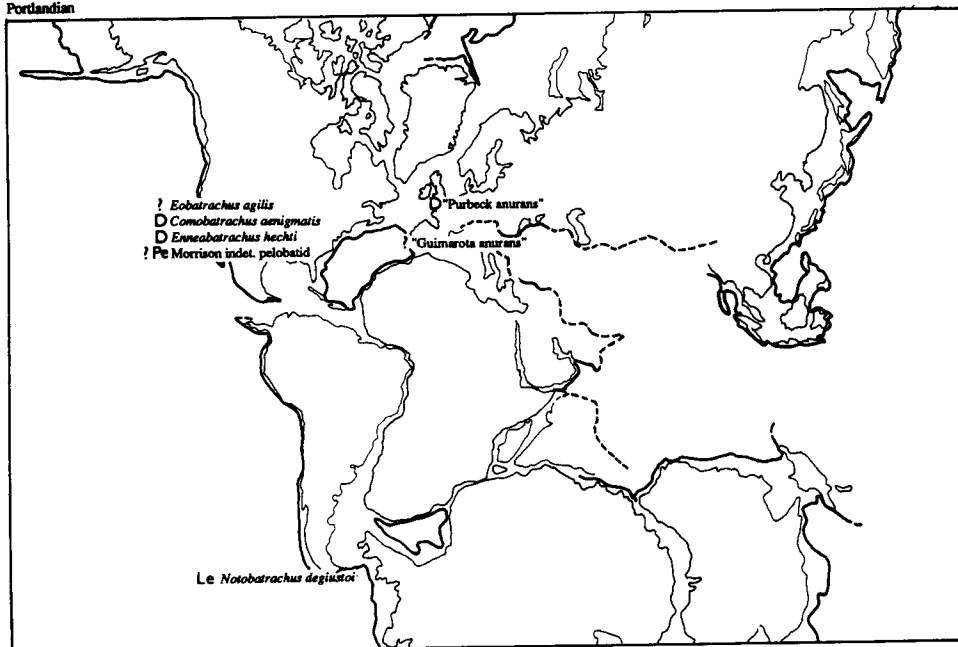 Portlandian
? Eobatrachus agilis
D Comobatrachus aenigmatis
D Enneabatrachus hechti
? Pe Morrison indet. pelobatid
D "Purbeck anurans"
? "Guimarota anurans"
Le Notobatrachus degiustoi